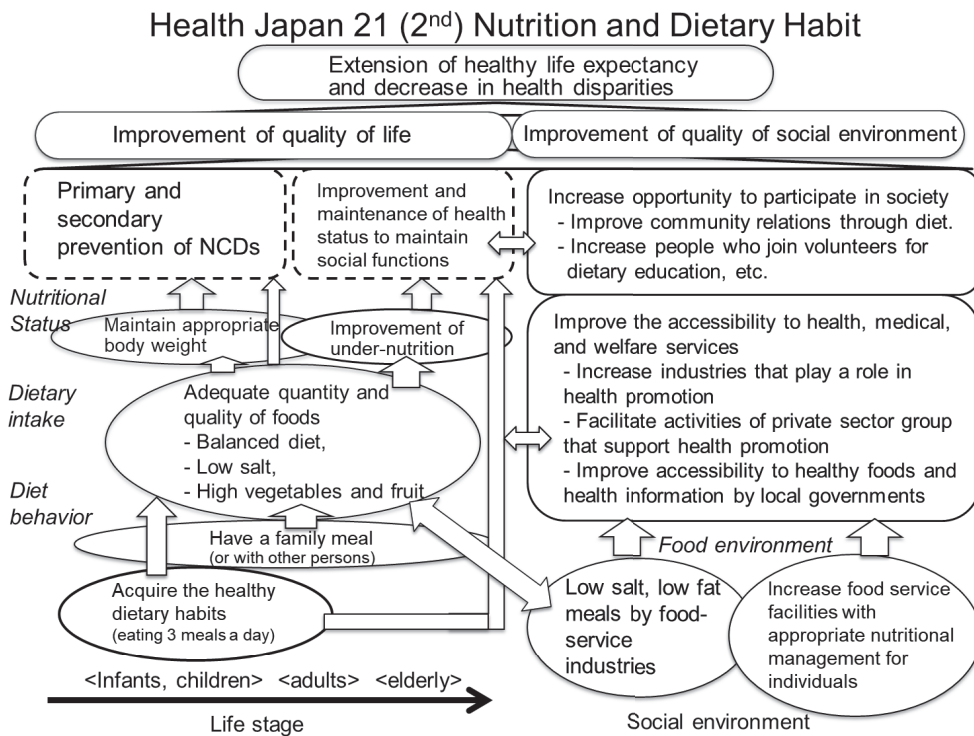 Health Japan 21 (2nd) Nutrition and Dietary Habit
Extension of healthy life expectancy
and decrease in health disparities
Improvement of quality of life
Improvement of quality of social environment
Primary and
secondary
prevention of NCDs
Improvement and
maintenance of health
status to maintain
social functions
Increase opportunity to participate in society
- Improve community relations through diet.
- Increase people who join volunteers for
dietary education, etc.
Nutritional
Status
Maintain appropriate
body weight
Improvement of
under-nutrition
Improve the accessibility to health, medical,
and welfare services
- Increase industries that play a role in
health promotion
- Facilitate activities of private sector group
that support health promotion
- Improve accessibility to healthy foods and
health information by local governments
Dietary
intake
Adequate quantity and
quality of foods
- Balanced diet,
- Low salt,
- High vegetables and fruit
Diet
behavior
Have a family meal
(or with other persons)
Food environment
Acquire the healthy
dietary habits
(eating 3 meals a day)
Low salt, low fat
meals by food-
service
industries
Increase food service
facilities with
appropriate nutritional
management for
individuals
<Infants, children> <adults> <elderly>
Life stage
Social environment